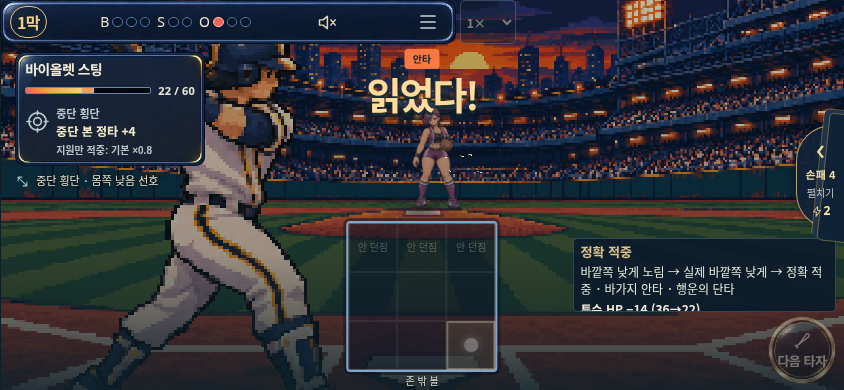 1막
B S O
1×
바이올렛 스팅
22 / 60
중단 횡단
중단 본 정타 +4
지원만 적중: 기본 ×0.8
중단 횡단 · 몸쪽 낮음 선호
안타
읽었다!
손패 4
펼치기
2
안 던짐 안 던짐 안 던짐
존 밖 볼
정확 적중
바깥쪽 낮게 노림 → 실제 바깥쪽 낮게 → 정확 적
중 · 바가지 안타 · 행운의 단타
투수 HP −14 (36→22)
다음 타자